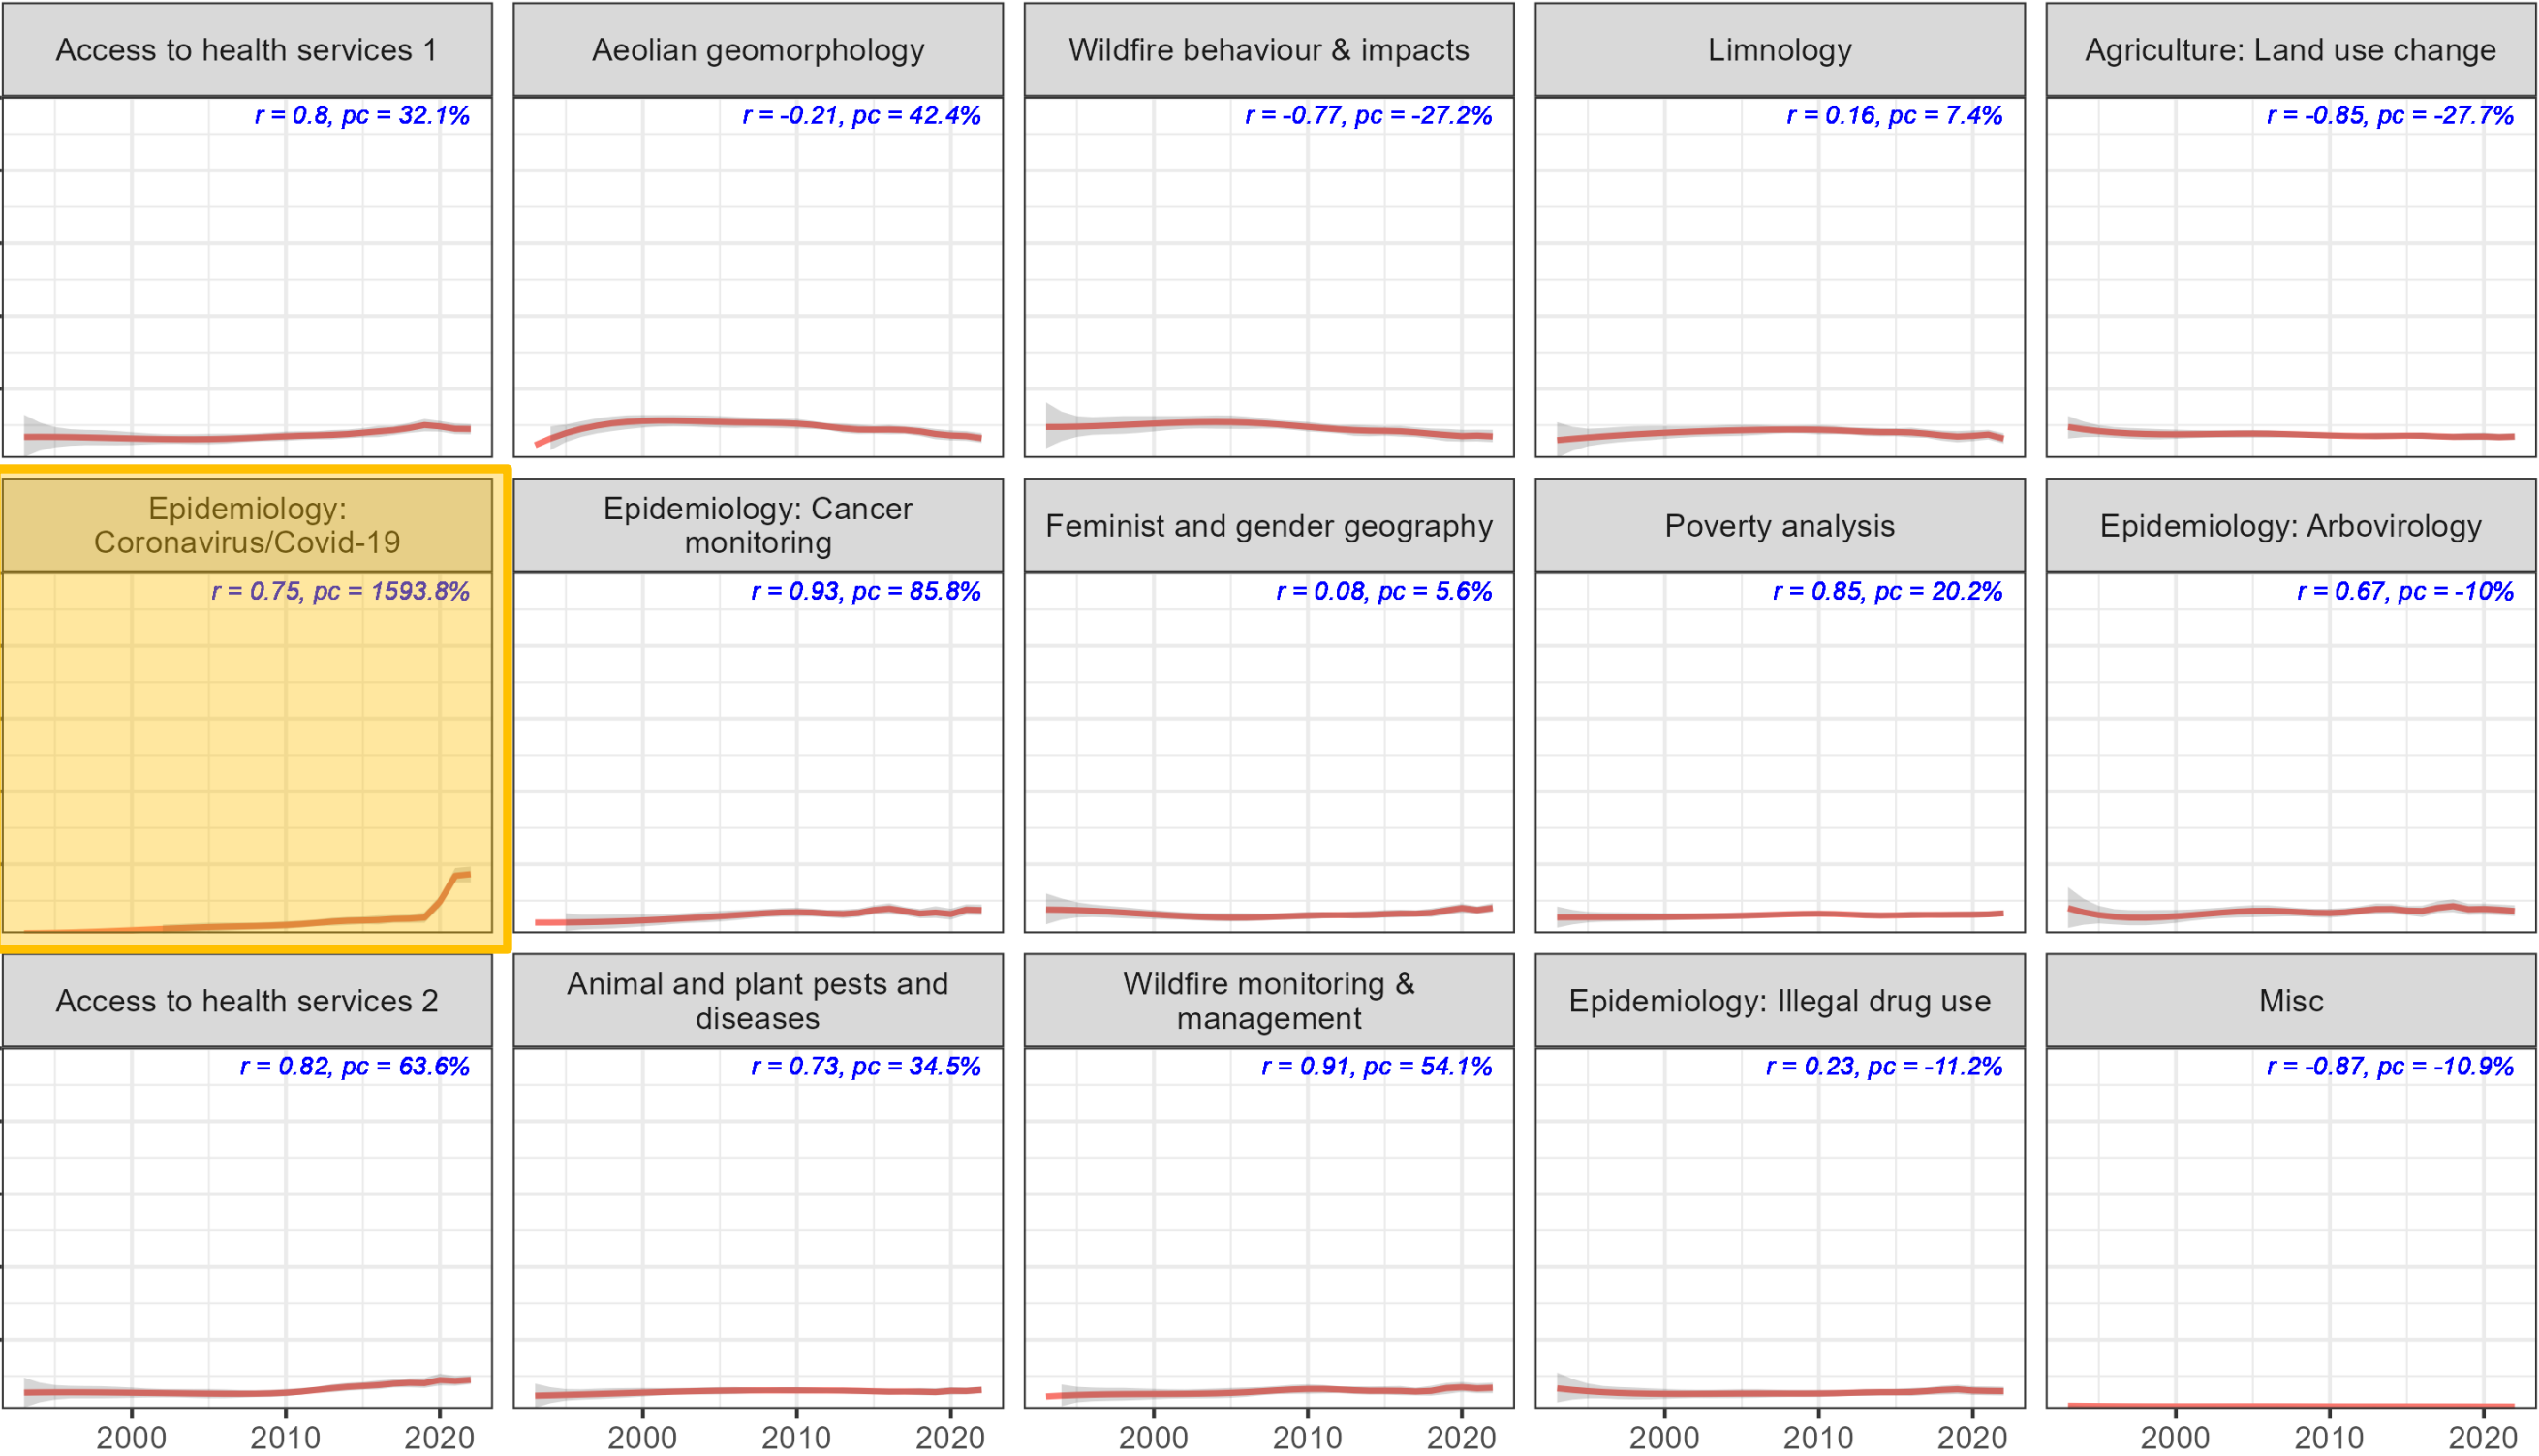 Access to health services 1
Aeolian geomorphology
Wildfire behaviour & impacts
Limnology
Agriculture: Land use change
r = 0.8, pc = 32.1%
r = -0.21, pc = 42.4%
r = -0.77, pc = -27.2%
r = 0.16, pc = 7.4%
r = -0.85, pc = -27.7%
Epidemiology:
Coronavirus/Covid-19
Epidemiology: Cancer
monitoring
Feminist and gender geography
Poverty analysis
Epidemiology: Arbovirology
r = 0.75, pc = 1593.8%
r = 0.93, pc = 85.8%
r = 0.08, pc = 5.6%
r = 0.85, pc = 20.2%
r = 0.67, pc = -10%
Access to health services 2
Animal and plant pests and
diseases
Wildfire monitoring &
management
Epidemiology: Illegal drug use
Misc
r = 0.82, pc = 63.6%
r = 0.73, pc = 34.5%
r = 0.91, pc = 54.1%
r = 0.23, pc = -11.2%
r = -0.87, pc = -10.9%
2000 2010 2020
2000 2010 2020
2000 2010 2020
2000 2010 2020
2000 2010 2020